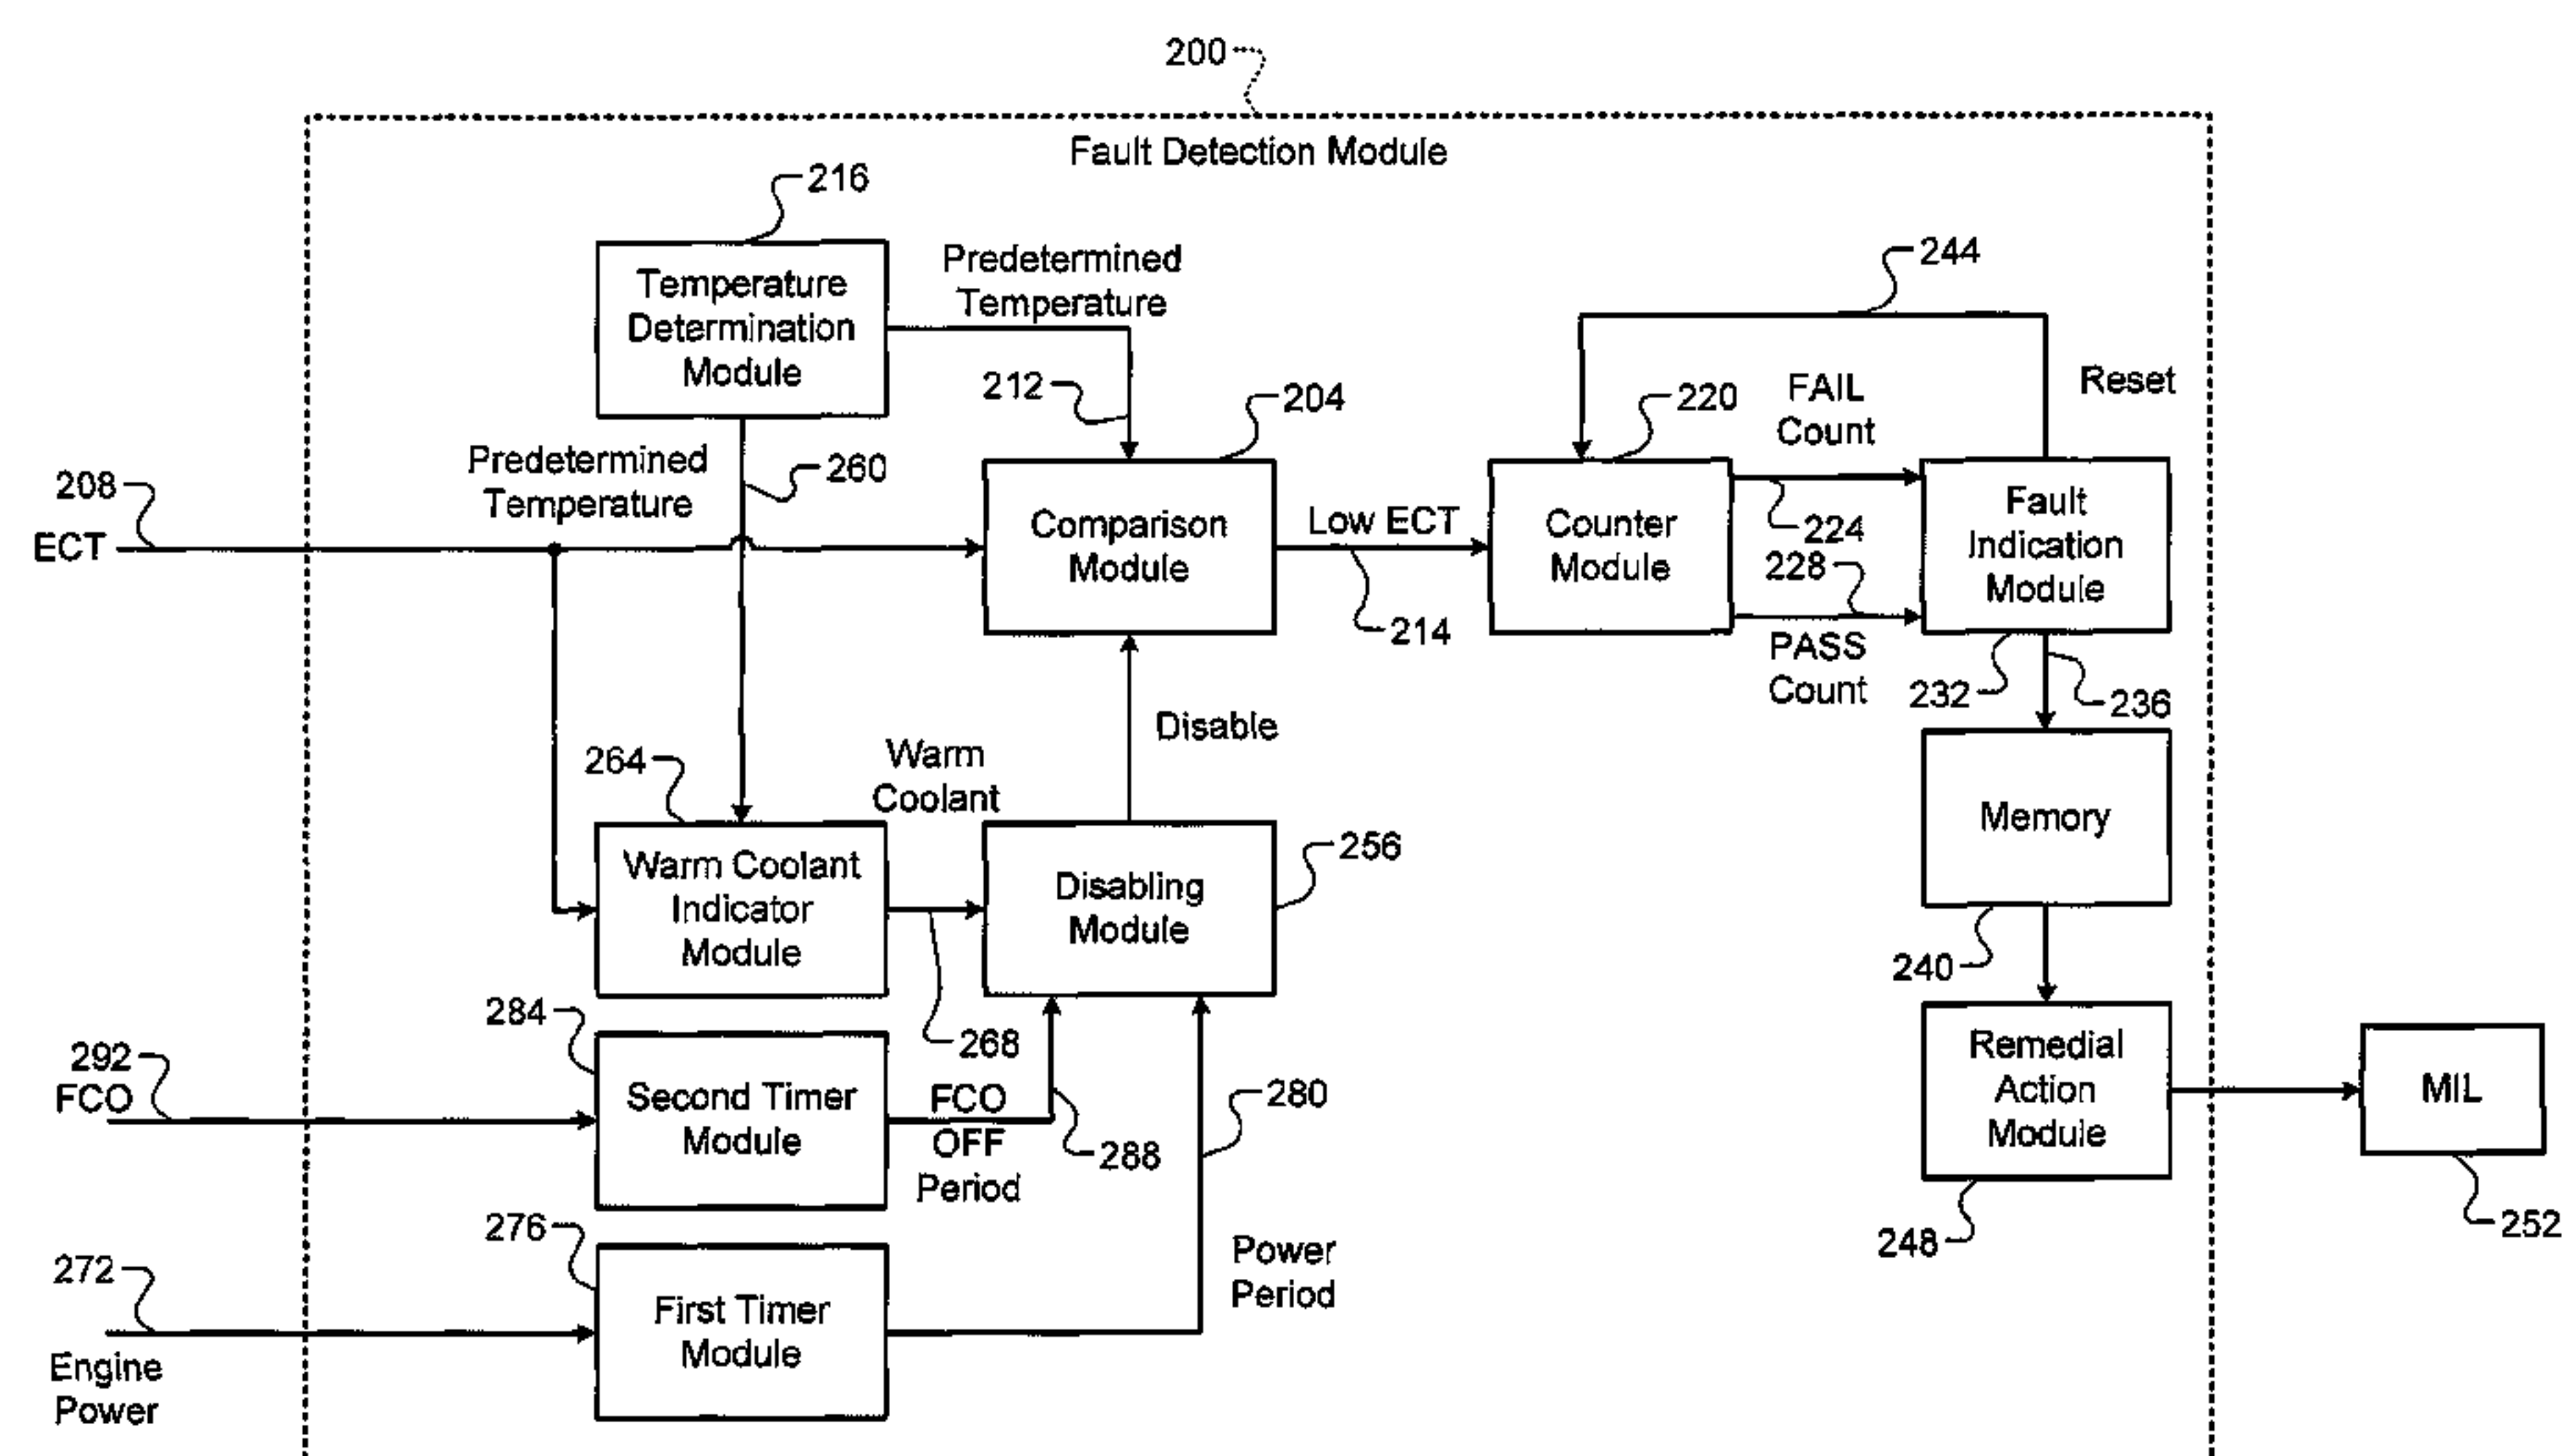 200
Fault Detection Module
216
Temperature
Determination
Module
Predetermined
Temperature
212
204
244
Reset
220
FAIL
Count
Predetermined
Temperature
260
208
ECT
Comparison
Module
Low ECT
214
Counter
Module
224
228
PASS
Count
Fault
Indication
Module
232
236
Disable
264
Warm
Coolant
Warm Coolant
Indicator
Module
268
Disabling
Module
256
Memory
240
284
292
FCO
Second Timer
Module
FCO
OFF
Period
288
280
Remedial
Action
Module
248
MIL
252
276
272
Engine
Power
First Timer
Module
Power
Period